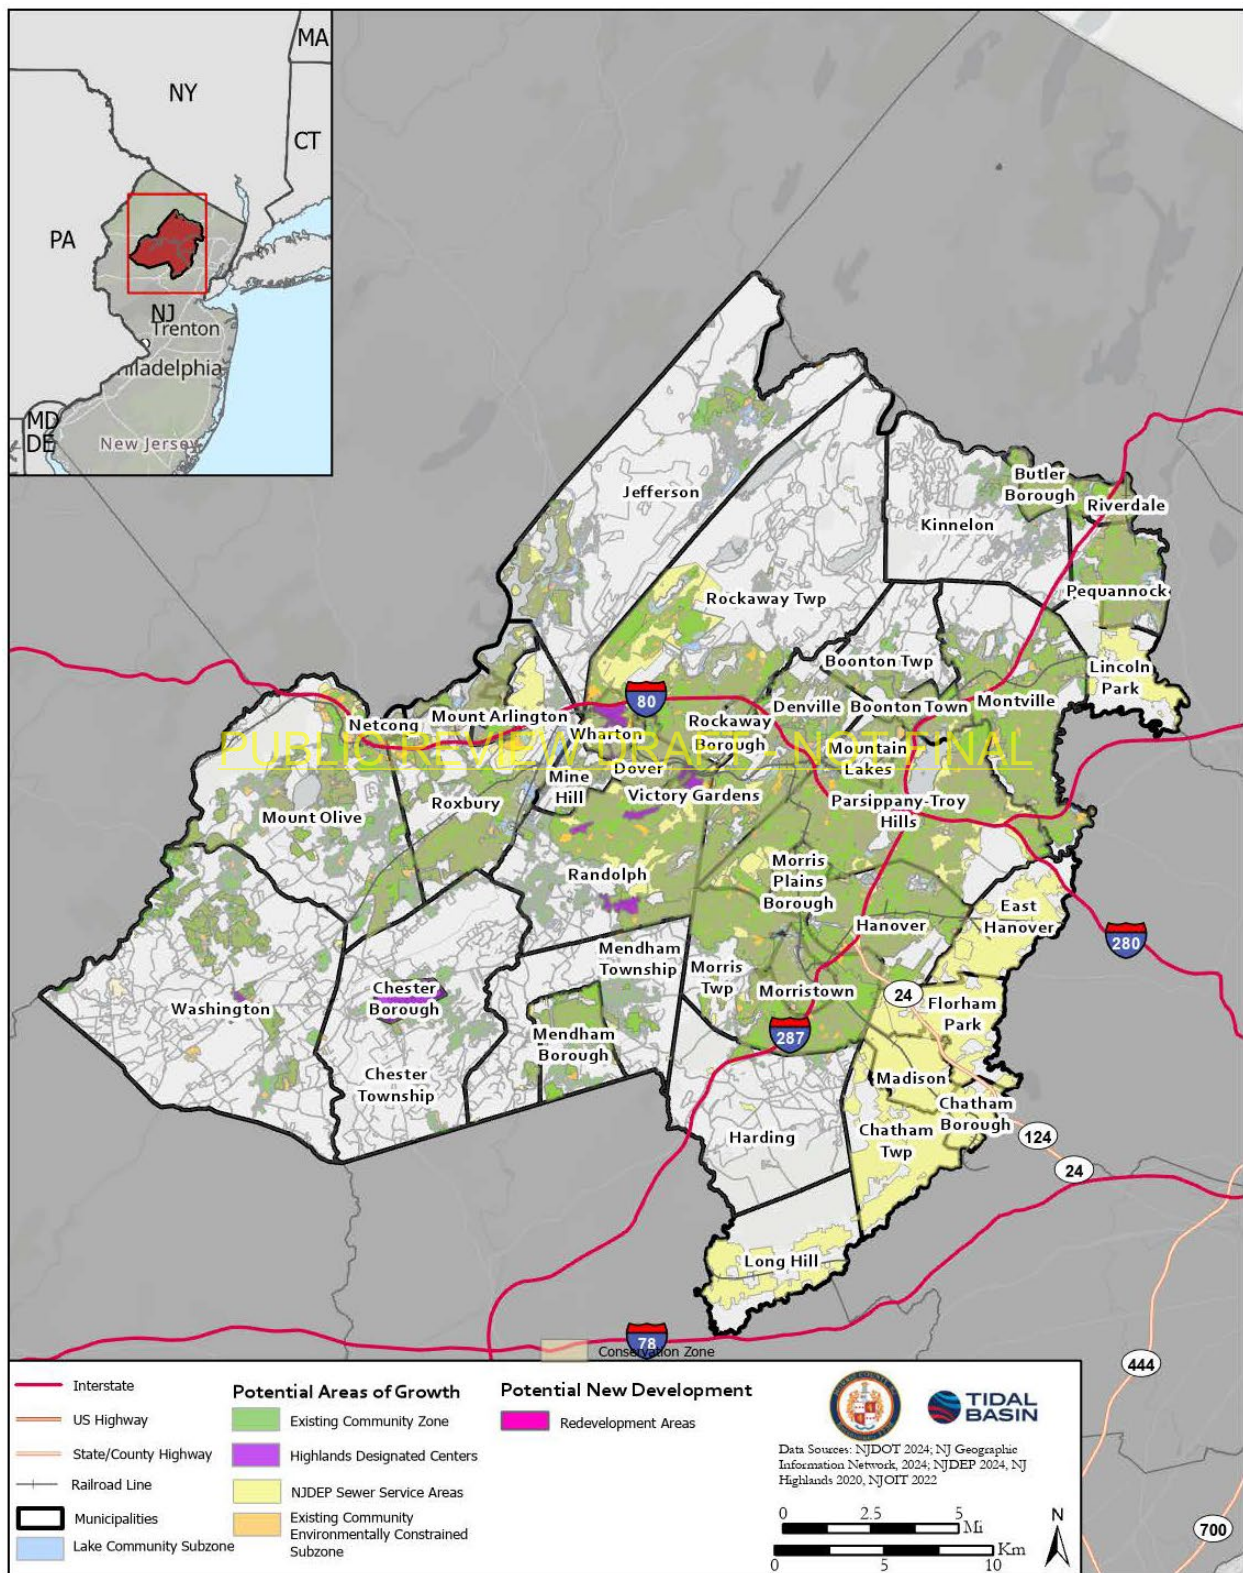 MA
NY
CT
PA
NJ
Trenton
hiladelphia
MD
DE
New Jersey
Jefferson
Butler
Borough
Riverdale
Kinnelon
Rockaway Twp
Pequannock
Boonton Twp
Lincoln
Park
80
Denville
Boonton Town
Montville
Netcong
Mount Arlington
Wharton
Rockaway
Borough
PUBLIC REVIEW DRAFT - NOT FINAL
Mountain
Lakes
Dover
Mine
Hill
Victory Gardens
Roxbury
Mount Olive
Parsippany-Troy
Hills
Randolph
Morris
Plains
Borough
East
Hanover
Hanover
280
Mendham
Township
Morris
Twp
Morristown
24
Florham
Park
Washington
Chester
Borough
Mendham
Borough
287
Chester
Township
Madison
Chatham
Borough
Chatham
Twp
Harding
124
24
Long Hill
78
Conservation Zone
444
700
Interstate
US Highway
State/County Highway
Railroad Line
Municipalities
Lake Community Subzone
Potential Areas of Growth
Existing Community Zone
Highlands Designated Centers
NJDEP Sewer Service Areas
Existing Community
Environmentally Constrained
Subzone
Potential New Development
Redevelopment Areas
TIDAL
BASIN
Data Sources: NJDOT 2024; NJ Geographic
Information Network, 2024; NJDEP 2024, NJ
Highlands 2020, NJOIT 2022
0 2.5 5
Mi
Km
0 5 10
N